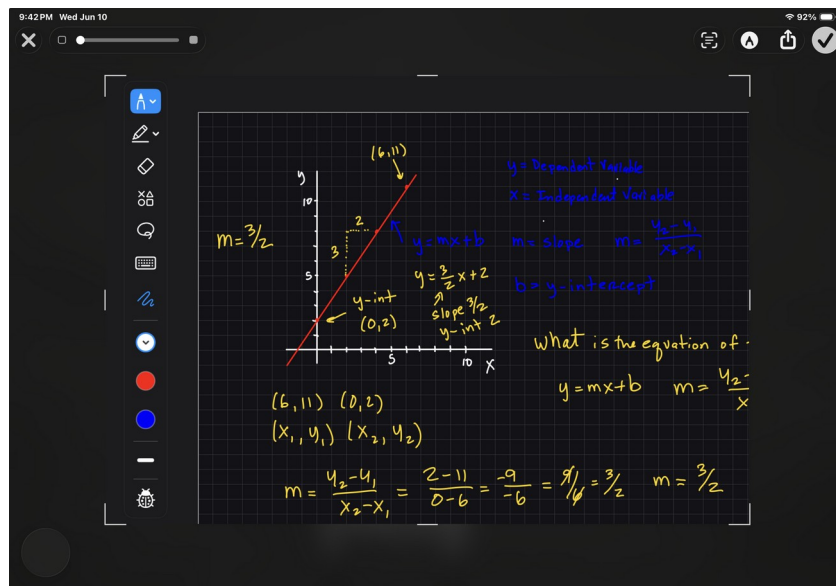 9:42 PM Wed Jun 10
92%
(6,11)
y
10
5
5
10
X
2
3
m = 3/2
y = mx + b
y = 3/2 x + 2
slope 3/2
y-int 2
y-int
(0,2)
y = Dependent Variable
x = Independent Variable
m = slope m = y₂-y₁/x₂-x₁
b = y-intercept
What is the equation of
y = mx + b m = y₂-/x
(6,11) (0,2)
(x₁, y₁) (x₂, y₂)
m = y₂-y₁/x₂-x₁ = 2-11/0-6 = -9/-6 = 9/6 = 3/2 m = 3/2